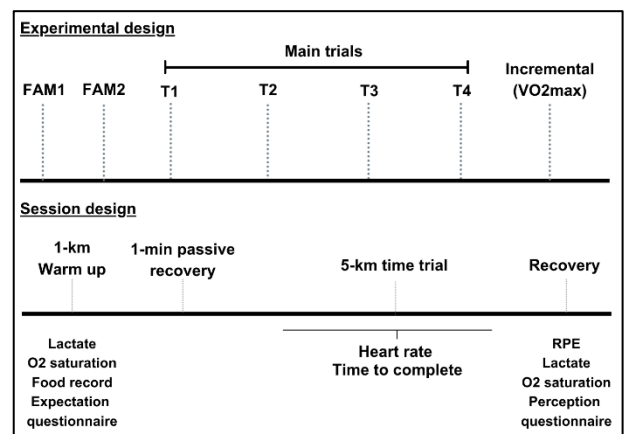 Experimental design
Main trials
Incremental
(VO2max)
FAM1 FAM2 T1 T2 T3 T4
Session design
1-km
Warm up
1-min passive
recovery
5-km time trial
Recovery
Lactate
O2 saturation
Food record
Expectation
questionnaire
Heart rate
Time to complete
RPE
Lactate
O2 saturation
Perception
questionnaire